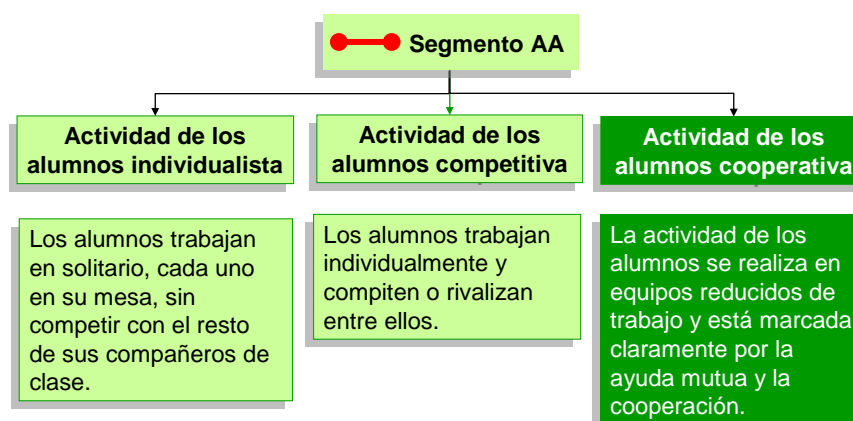 Segmento AA
Actividad de los
alumnos individualista
Actividad de los
alumnos competitiva
Actividad de los
alumnos cooperativa
Los alumnos trabajan
en solitario, cada uno
en su mesa, sin
competir con el resto
de sus compañeros de
clase.
Los alumnos trabajan
individualmente y
compiten o rivalizan
entre ellos.
La actividad de los
alumnos se realiza en
equipos reducidos de
trabajo y está marcada
claramente por la
ayuda mutua y la
cooperación.